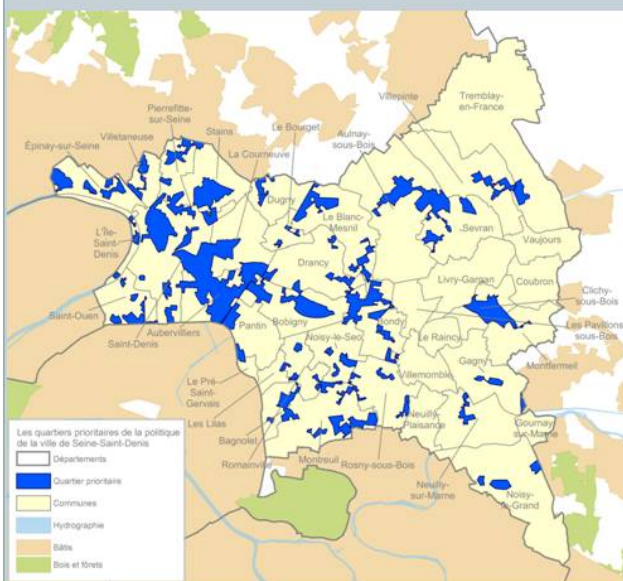 Villepinte
Tremblay-
en-France
Pierrefitte-
sur-Seine
Le Bourget
Aulnay-
sous-Bois
Villetaneuse
Stains
La Courneuve
Épinay-sur-Seine
Dugny
Le Blanc-
Mesnil
Sevran
L'Île-
Saint-
Denis
Vaujours
Drancy
Livry-Gargan
Coubron
Clichy-
sous-Bois
Saint-Ouen
Pantin
Bobigny
Bondy
Les Pavillons-
sous-Bois
Aubervilliers
Noisy-le-Sec
Le Raincy
Saint-Denis
Gagny
Montfermeil
Le Pré-
Saint-
Gervais
Villemomble
Les Lilas
Neuilly-
Plaisance
Gournay-
sur-Marne
Bagnolet
Romainville
Montreuil
Rosny-sous-Bois
Neuilly-
sur-Marne
Noisy-
le-Grand
Les quartiers prioritaires de la politique
de la ville de Seine-Saint-Denis
Départements
Quartier prioritaire
Communes
Hydrographie
Bâtis
Bois et fôrets